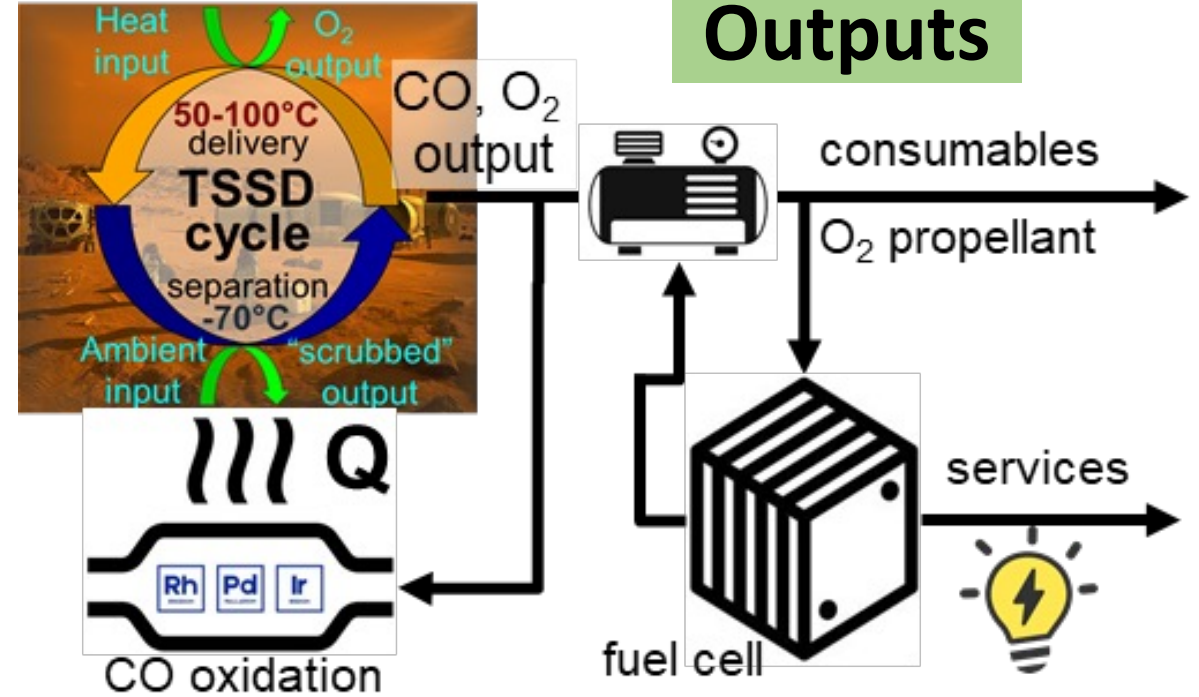 Outputs
Heat
input
O₂
output
50-100°C
delivery
TSSD
cycle
separation
-70°C
Ambient
input
“scrubbed”
output
CO, O₂
output
consumables
O₂ propellant
Q
Rh
Pd
Ir
CO oxidation
fuel cell
services